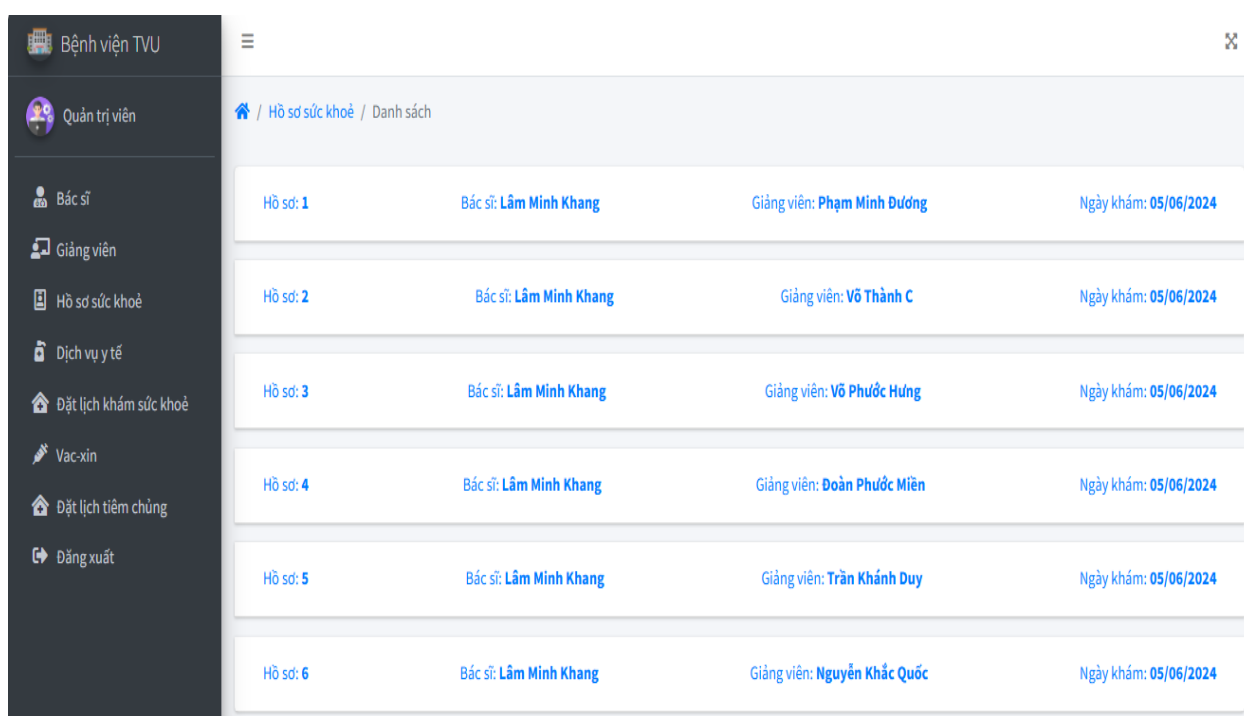 Bệnh viện TVU
Quản trị viên
Bác sĩ
Giảng viên
Hồ sơ sức khoẻ
Dịch vụ y tế
Đặt lịch khám sức khoẻ
Vac-xin
Đặt lịch tiêm chủng
Đăng xuất
/ Hồ sơ sức khoẻ / Danh sách
Hồ sơ: 1 Bác sĩ: Lâm Minh Khang Giảng viên: Phạm Minh Đương Ngày khám: 05/06/2024
Hồ sơ: 2 Bác sĩ: Lâm Minh Khang Giảng viên: Võ Thành C Ngày khám: 05/06/2024
Hồ sơ: 3 Bác sĩ: Lâm Minh Khang Giảng viên: Võ Phước Hưng Ngày khám: 05/06/2024
Hồ sơ: 4 Bác sĩ: Lâm Minh Khang Giảng viên: Đoàn Phước Miền Ngày khám: 05/06/2024
Hồ sơ: 5 Bác sĩ: Lâm Minh Khang Giảng viên: Trần Khánh Duy Ngày khám: 05/06/2024
Hồ sơ: 6 Bác sĩ: Lâm Minh Khang Giảng viên: Nguyễn Khắc Quốc Ngày khám: 05/06/2024